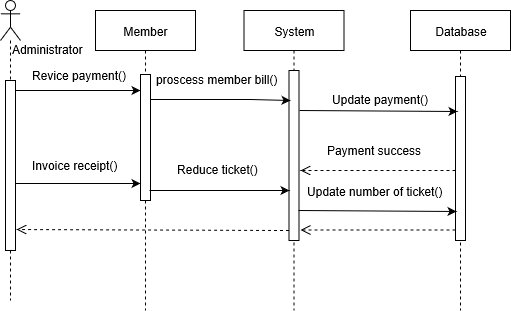 Administrator
Member
System
Database
Revice payment()
proscess member bill()
Update payment()
Payment success
Invoice receipt()
Reduce ticket()
Update number of ticket()